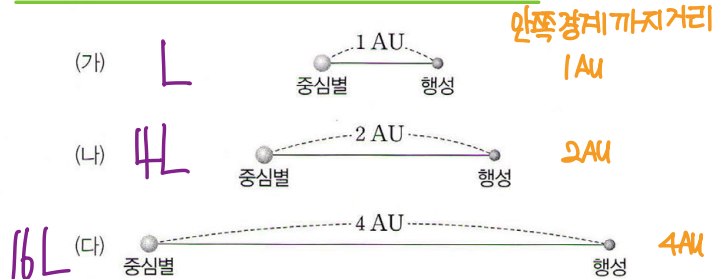 안쪽경계까지거리
1 AU
(가) L 1AU
중심별 행성
2 AU
(나) 4L 2AU
중심별 행성
4 AU
16L (다) 4AU
중심별 행성